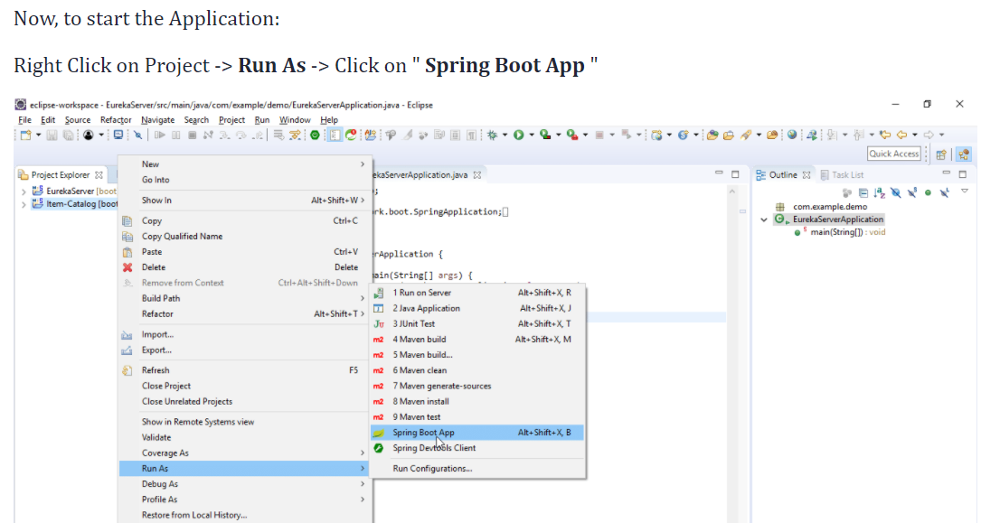 Now, to start the Application:
Right Click on Project -> Run As -> Click on " Spring Boot App "
eclipse-workspace - EurekaServer/src/main/java/com/example/demo/EurekaServerApplication.java - Eclipse
File Edit Source Refactor Navigate Search Project Run Window Help
Quick Access
Project Explorer
EurekaServer [boot
Item-Catalog [boot
New
Go Into
Show In Alt+Shift+W >
Copy Ctrl+C
Copy Qualified Name
Paste Ctrl+V
Delete Delete
Remove from Context Ctrl+Alt+Shift+Down
Build Path
Refactor Alt+Shift+T >
Import...
Export...
Refresh F5
Close Project
Close Unrelated Projects
Show in Remote Systems view
Validate
Coverage As
Run As
Debug As
Profile As
Restore from Local History...
ekaServerApplication.java
;
rk.boot.SpringApplication;
rApplication {
ain(String[] args) {
1 Run on Server Alt+Shift+X, R
2 Java Application Alt+Shift+X, J
Ju 3 JUnit Test Alt+Shift+X, T
m2 4 Maven build Alt+Shift+X, M
m2 5 Maven build...
m2 6 Maven clean
m2 7 Maven generate-sources
m2 8 Maven install
m2 9 Maven test
Spring Boot App Alt+Shift+X, B
Spring Devtools Client
Run Configurations...
Outline Task List
com.example.demo
EurekaServerApplication
main(String[]) : void